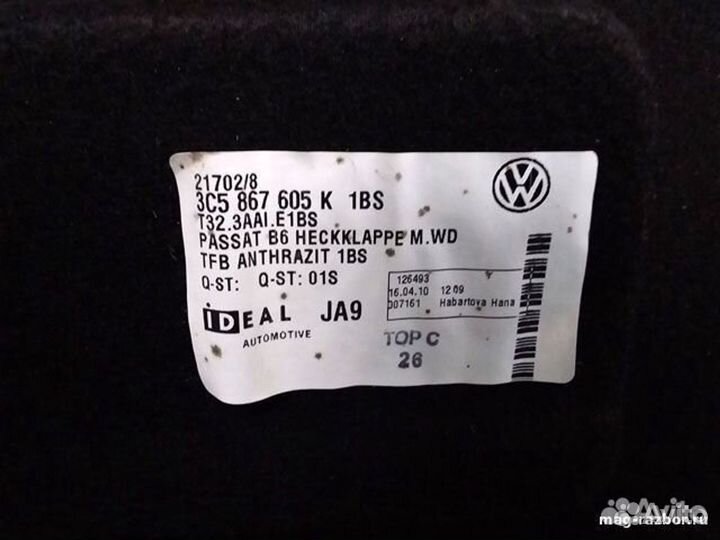 21702/8
3C5 867 605 K 1BS
T32.3AAI.E1BS
PASSAT B6 HECKKLAPPE M.WD
TFB ANTHRAZIT 1BS
Q-ST: Q-ST: 01S
126493
16.04.10 12:09
007161 Habartova Hana
IDEAL JA9
AUTOMOTIVE
TOP C
26
Avito
mag-razbor.ru